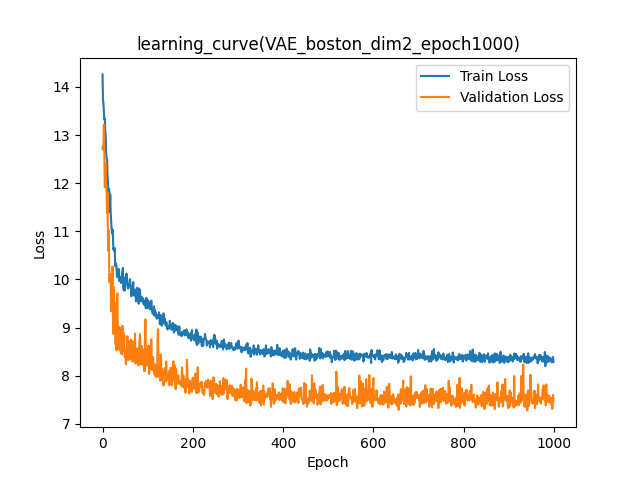 learning_curve(VAE_boston_dim2_epoch1000)
Train Loss
Validation Loss
14
13
12
11
10
9
8
7
Loss
0
200
400
600
800
1000
Epoch